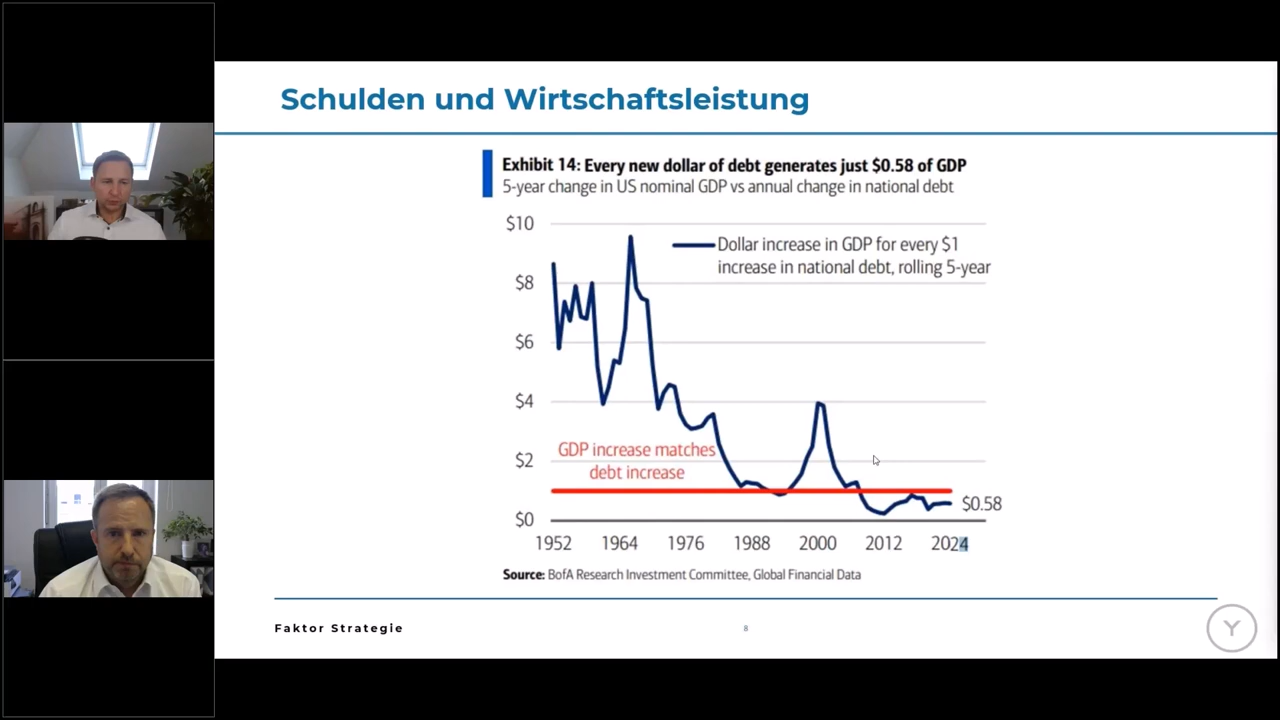 Schulden und Wirtschaftsleistung
Exhibit 14: Every new dollar of debt generates just $0.58 of GDP
5-year change in US nominal GDP vs annual change in national debt
$10
$8
$6
$4
$2
$0
Dollar increase in GDP for every $1
increase in national debt, rolling 5-year
GDP increase matches
debt increase
$0.58
1952 1964 1976 1988 2000 2012 2024
Source: BofA Research Investment Committee, Global Financial Data
Faktor Strategie
8
Y